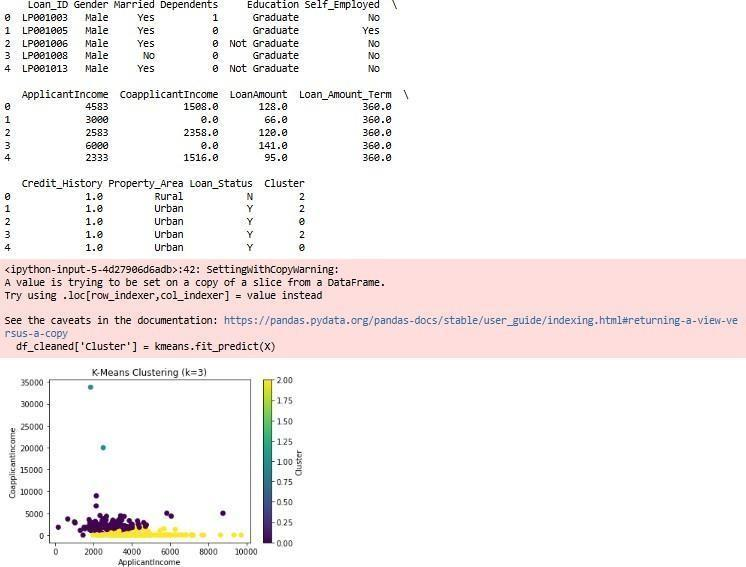 Loan_ID Gender Married Dependents Education Self_Employed \
0 LP001003 Male Yes 1 Graduate No
1 LP001005 Male Yes 0 Graduate Yes
2 LP001006 Male Yes 0 Not Graduate No
3 LP001008 Male No 0 Graduate No
4 LP001013 Male Yes 0 Not Graduate No
ApplicantIncome CoapplicantIncome LoanAmount Loan_Amount_Term \
0 4583 1508.0 128.0 360.0
1 3000 0.0 66.0 360.0
2 2583 2358.0 120.0 360.0
3 6000 0.0 141.0 360.0
4 2333 1516.0 95.0 360.0
Credit_History Property_Area Loan_Status Cluster
0 1.0 Rural N 2
1 1.0 Urban Y 2
2 1.0 Urban Y 0
3 1.0 Urban Y 2
4 1.0 Urban Y 0
<ipython-input-5-4d27906d6adb>:42: SettingWithCopyWarning:
A value is trying to be set on a copy of a slice from a DataFrame.
Try using .loc[row_indexer,col_indexer] = value instead
See the caveats in the documentation: https://pandas.pydata.org/pandas-docs/stable/user_guide/indexing.html#returning-a-view-ve
rsus-a-copy
df_cleaned['Cluster'] = kmeans.fit_predict(X)
K-Means Clustering (k=3)
35000
30000
25000
20000
15000
10000
5000
0
CoapplicantIncome
0 2000 4000 6000 8000 10000
ApplicantIncome
2.00
1.75
1.50
1.25
1.00
0.75
0.50
0.25
0.00
Cluster